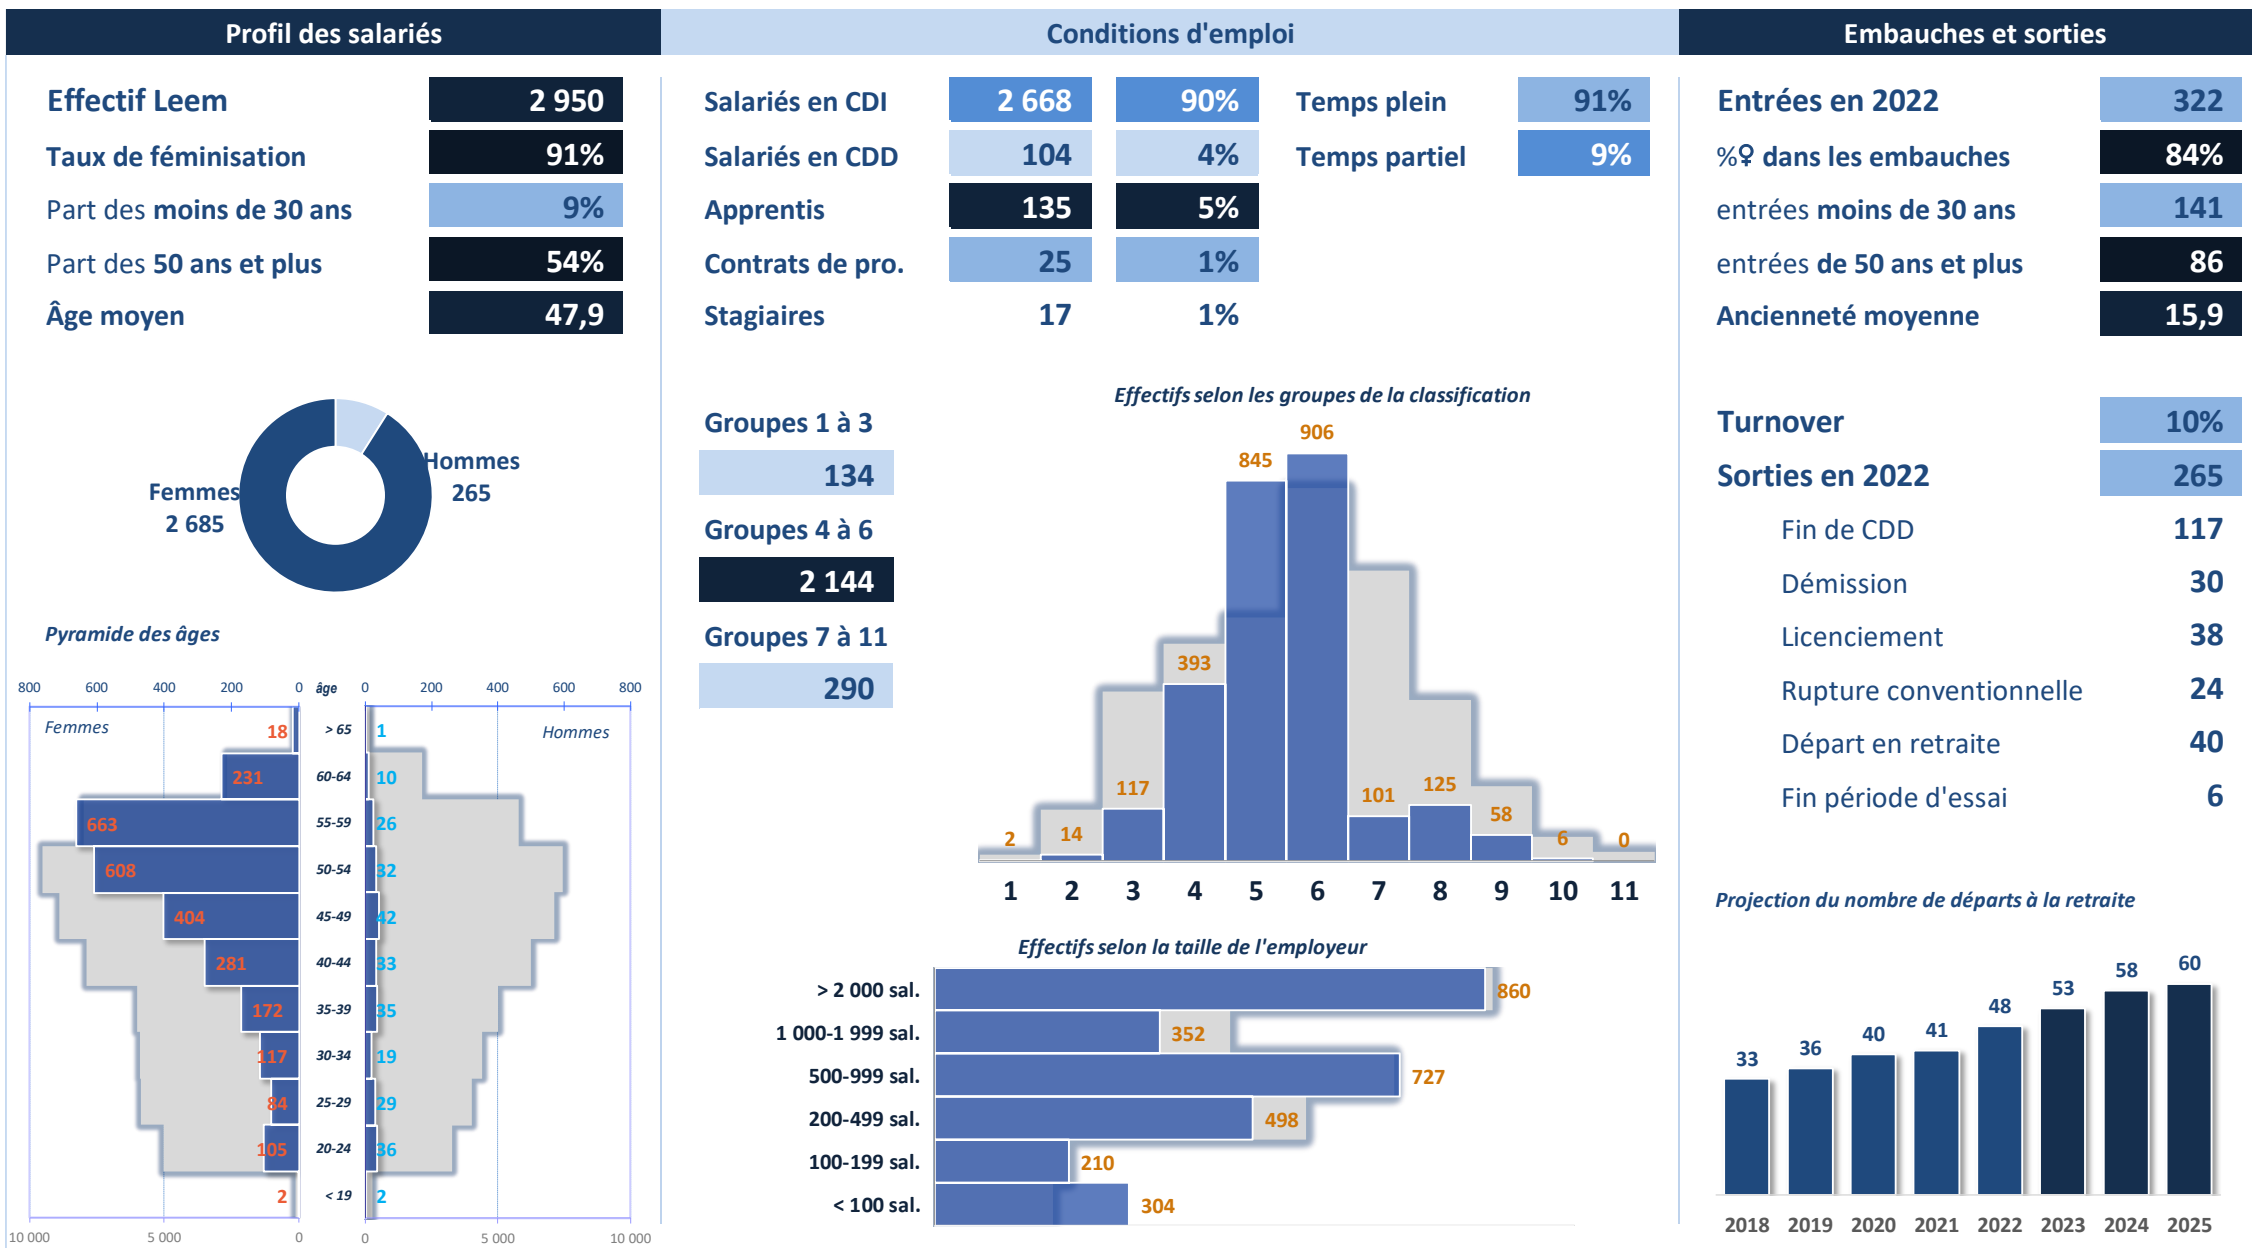 Profil des salariés
Effectif Leem 2 950
Taux de féminisation 91%
Part des moins de 30 ans 9%
Part des 50 ans et plus 54%
Âge moyen 47,9
Hommes
265
Femmes
2 685
Pyramide des âges
800 600 400 200 0 âge 0 200 400 600 800
Femmes Hommes
18 > 65 1
231 60-64 10
663 55-59 26
608 50-54 32
404 45-49 42
281 40-44 33
172 35-39 35
117 30-34 19
84 25-29 29
105 20-24 36
2 < 19 2
10 000 5 000 0 0 5 000 10 000
Conditions d'emploi
Salariés en CDI 2 668 90% Temps plein 91%
Salariés en CDD 104 4% Temps partiel 9%
Apprentis 135 5%
Contrats de pro. 25 1%
Stagiaires 17 1%
Groupes 1 à 3
134
Groupes 4 à 6
2 144
Groupes 7 à 11
290
Effectifs selon les groupes de la classification
2 14 117 393 845 906 101 125 58 6 0
1 2 3 4 5 6 7 8 9 10 11
Effectifs selon la taille de l'employeur
> 2 000 sal. 860
1 000-1 999 sal. 352
500-999 sal. 727
200-499 sal. 498
100-199 sal. 210
< 100 sal. 304
Embauches et sorties
Entrées en 2022 322
%♀ dans les embauches 84%
entrées moins de 30 ans 141
entrées de 50 ans et plus 86
Ancienneté moyenne 15,9
Turnover 10%
Sorties en 2022 265
Fin de CDD 117
Démission 30
Licenciement 38
Rupture conventionnelle 24
Départ en retraite 40
Fin période d'essai 6
Projection du nombre de départs à la retraite
33 36 40 41 48 53 58 60
2018 2019 2020 2021 2022 2023 2024 2025